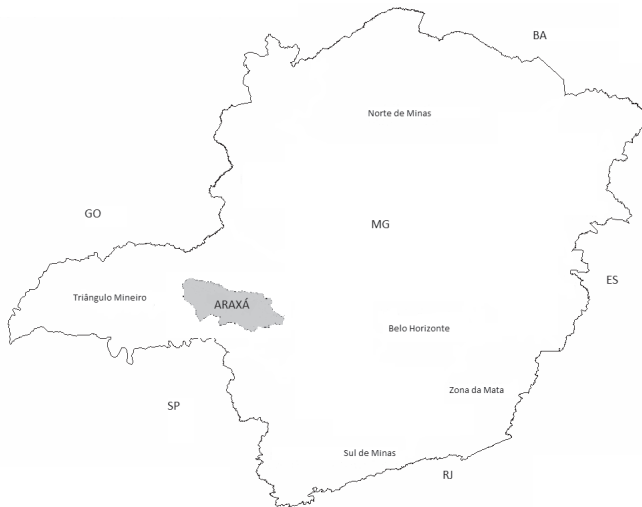 BA
Norte de Minas
GO
MG
ES
Triângulo Mineiro
ARAXÁ
Belo Horizonte
Zona da Mata
SP
Sul de Minas
RJ